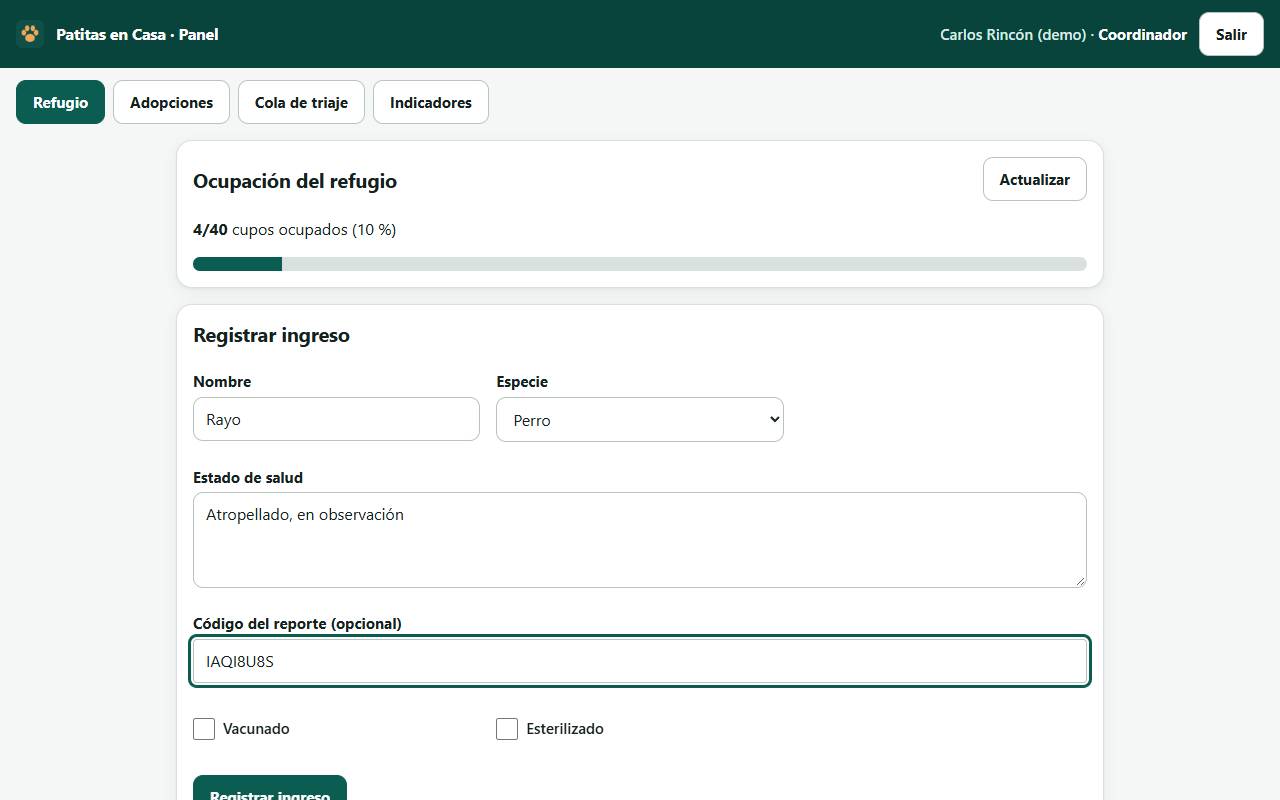 Patitas en Casa · Panel
Carlos Rincón (demo) · Coordinador
Salir
Refugio
Adopciones
Cola de triaje
Indicadores
Ocupación del refugio
Actualizar
4/40 cupos ocupados (10 %)
Registrar ingreso
Nombre
Especie
Rayo
Perro
Estado de salud
Atropellado, en observación
Código del reporte (opcional)
IAQI8U8S
Vacunado
Esterilizado
Registrar ingreso